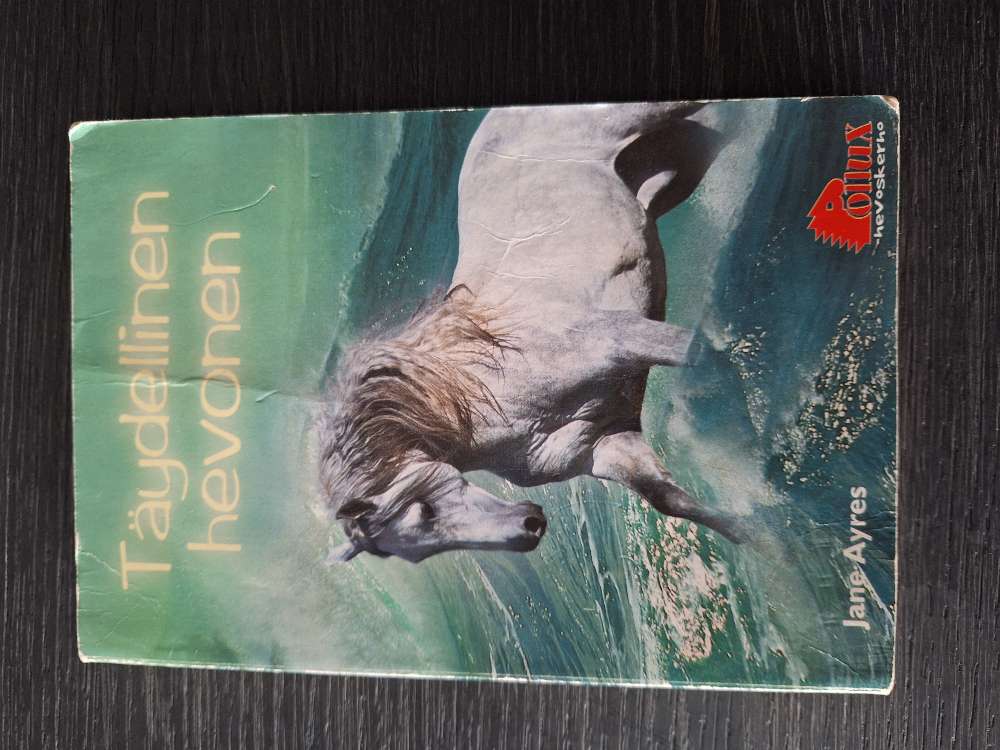 Täydellinen
hevonen
Jane Ayres
Pollux
-hevoskerho